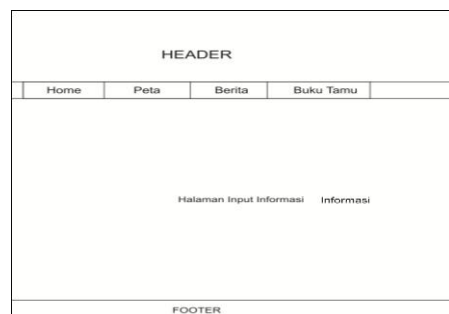 HEADER
Home Peta Berita Buku Tamu
Halaman Input Informasi Informasi
FOOTER